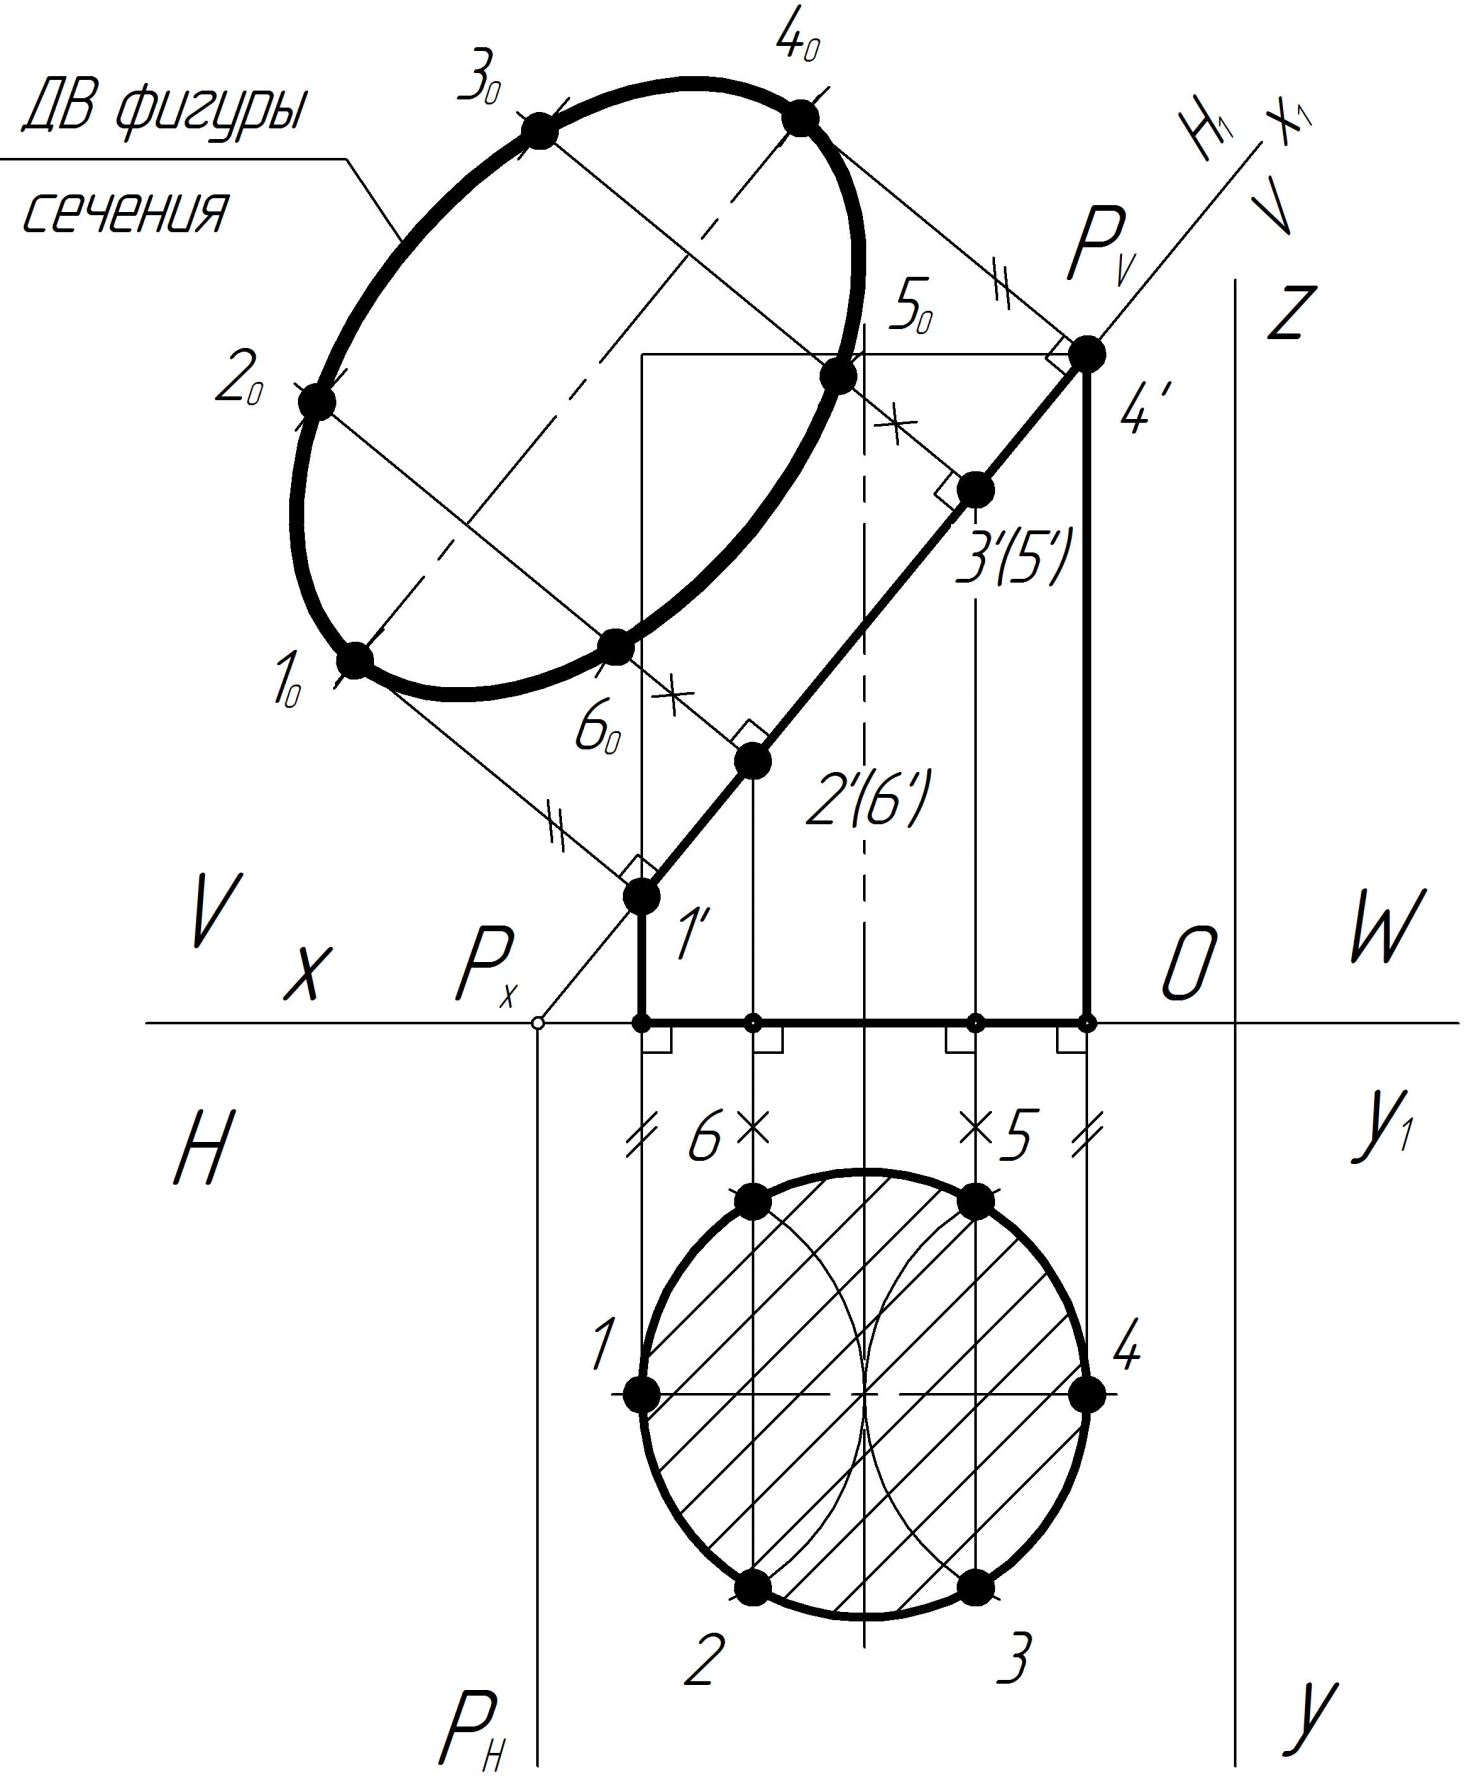 4₀
3₀
ДВ фигуры
сечения
H₁ x₁
V
P_V
z
5₀
2₀
4'
3'(5')
1₀
6₀
2'(6')
V
x
P_x
1'
O
W
H
6
5
y₁
1
4
2
3
P_H
y